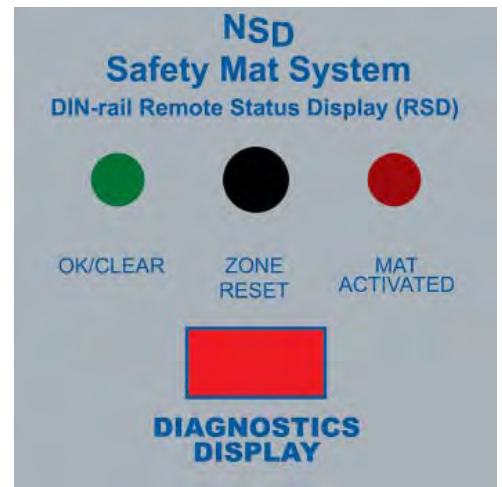 NSD
Safety Mat System
DIN-rail Remote Status Display (RSD)
OK/CLEAR
ZONE
RESET
MAT
ACTIVATED
DIAGNOSTICS
DISPLAY